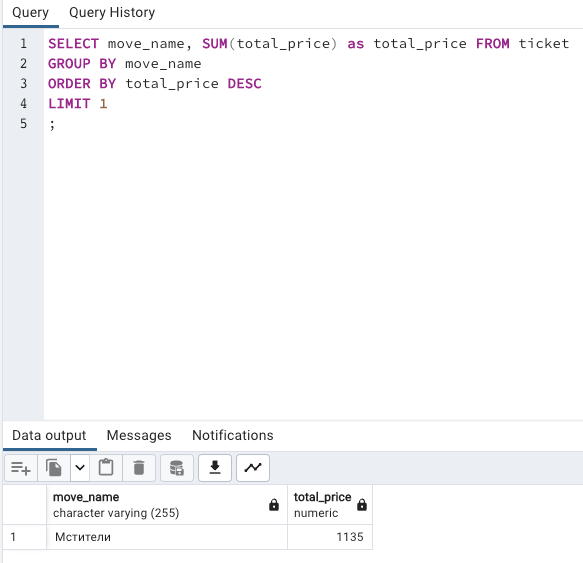 Query Query History
1 SELECT move_name, SUM(total_price) as total_price FROM ticket
2 GROUP BY move_name
3 ORDER BY total_price DESC
4 LIMIT 1
5 ;
Data output Messages Notifications
move_name total_price
character varying (255) numeric
1 Мстители 1135